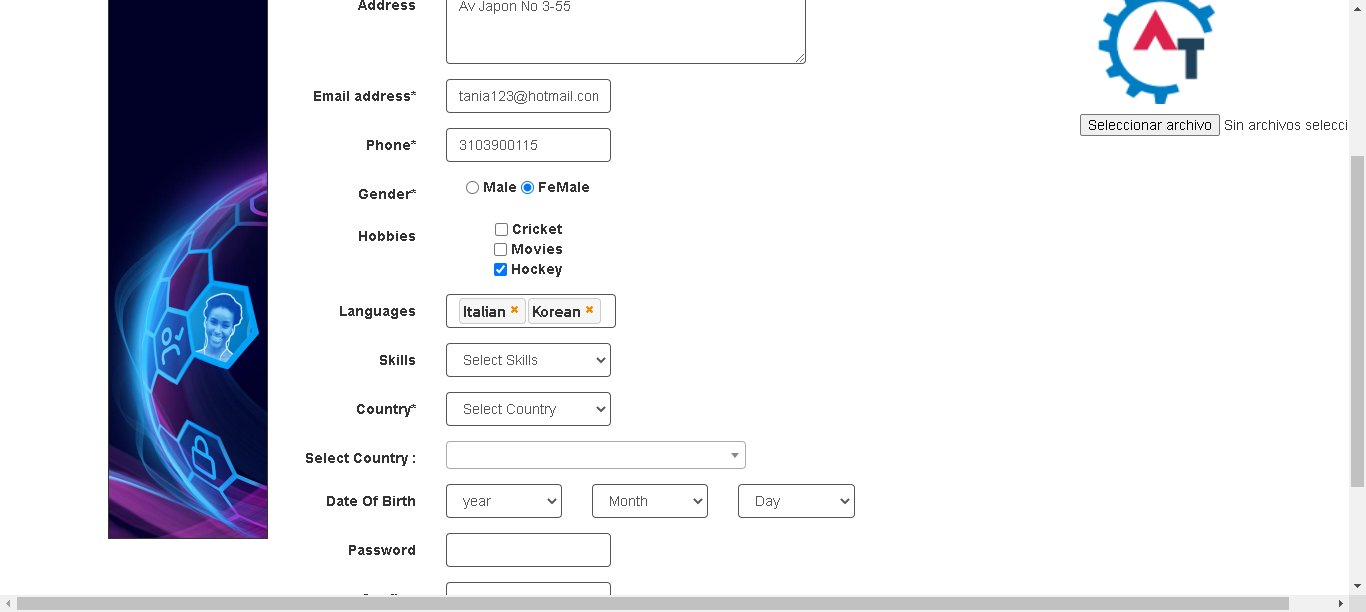 Address
Av Japon No 3-55
AT
Seleccionar archivo Sin archivos selecci
Email address*
tania123@hotmail.con
Phone*
3103900115
Gender*
Male FeMale
Hobbies
Cricket
Movies
Hockey
Languages
Italian Korean
Skills
Select Skills
Country*
Select Country
Select Country :
Date Of Birth
year Month Day
Password